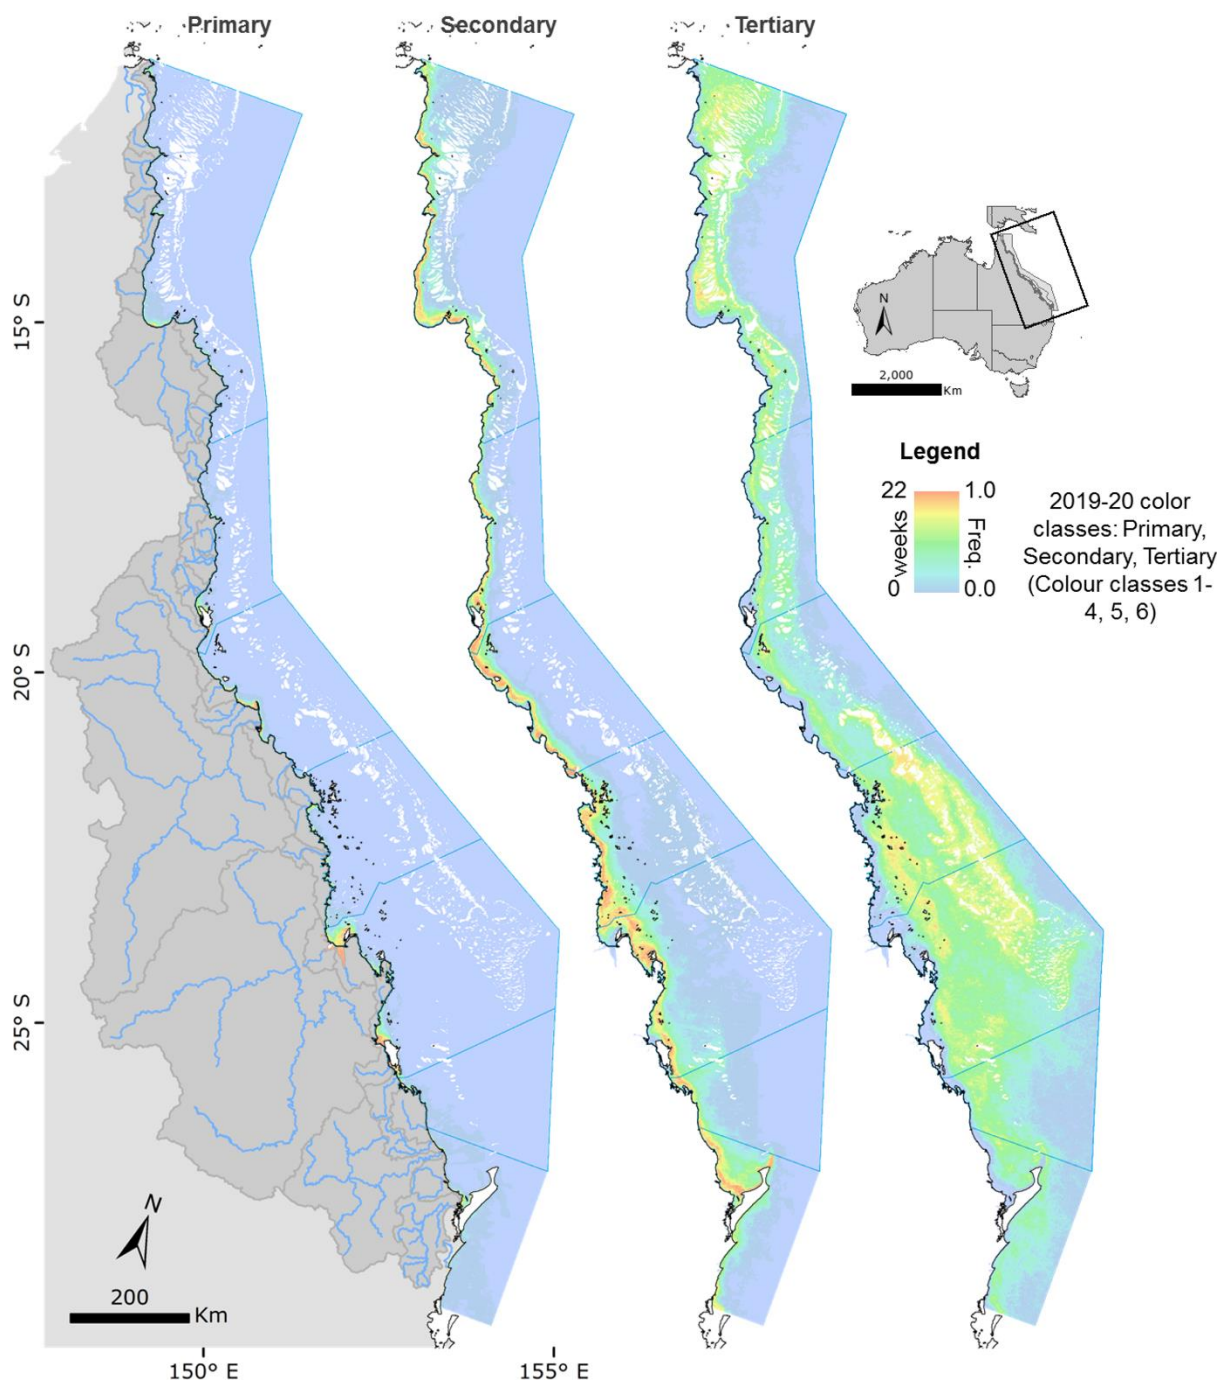 Primary
Secondary
Tertiary
15° S
20° S
25° S
N
2,000
Km
Legend
22
1.0
weeks
Freq.
0
0.0
2019-20 color
classes: Primary,
Secondary, Tertiary
(Colour classes 1-
4, 5, 6)
N
200
Km
150° E
155° E